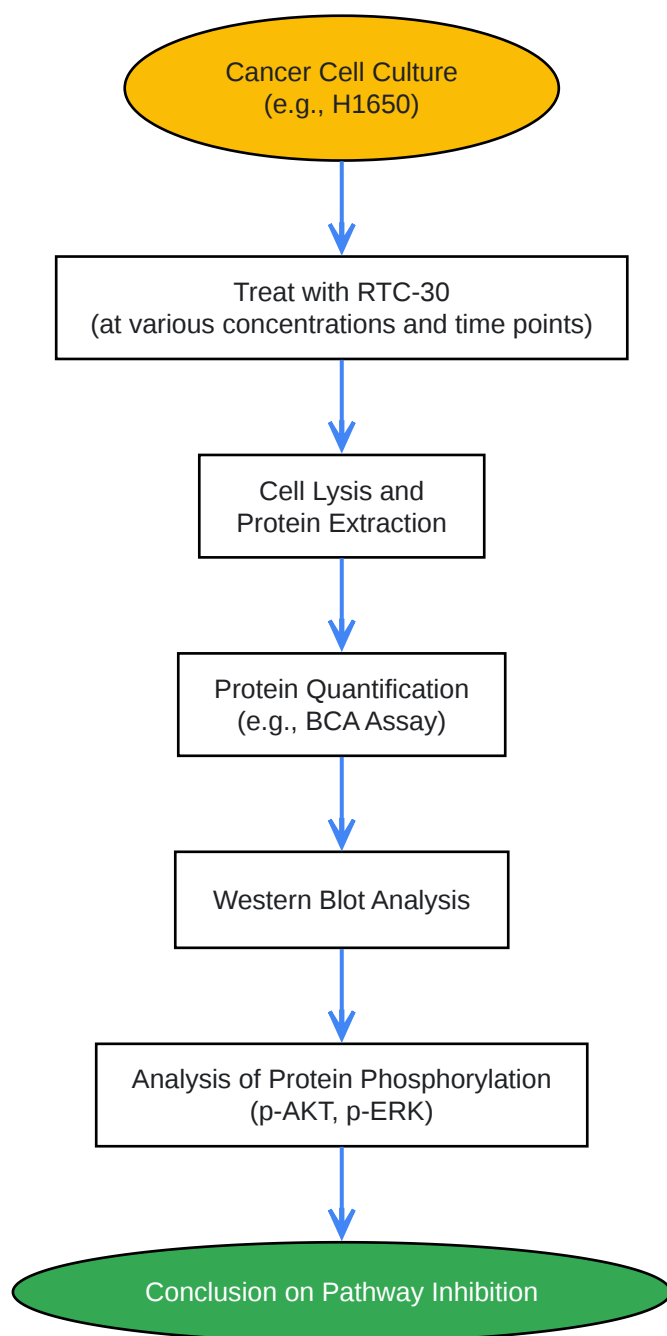 Cancer Cell Culture
(e.g., H1650)
Treat with RTC-30
(at various concentrations and time points)
Cell Lysis and
Protein Extraction
Protein Quantification
(e.g., BCA Assay)
Western Blot Analysis
Analysis of Protein Phosphorylation
(p-AKT, p-ERK)
Conclusion on Pathway Inhibition